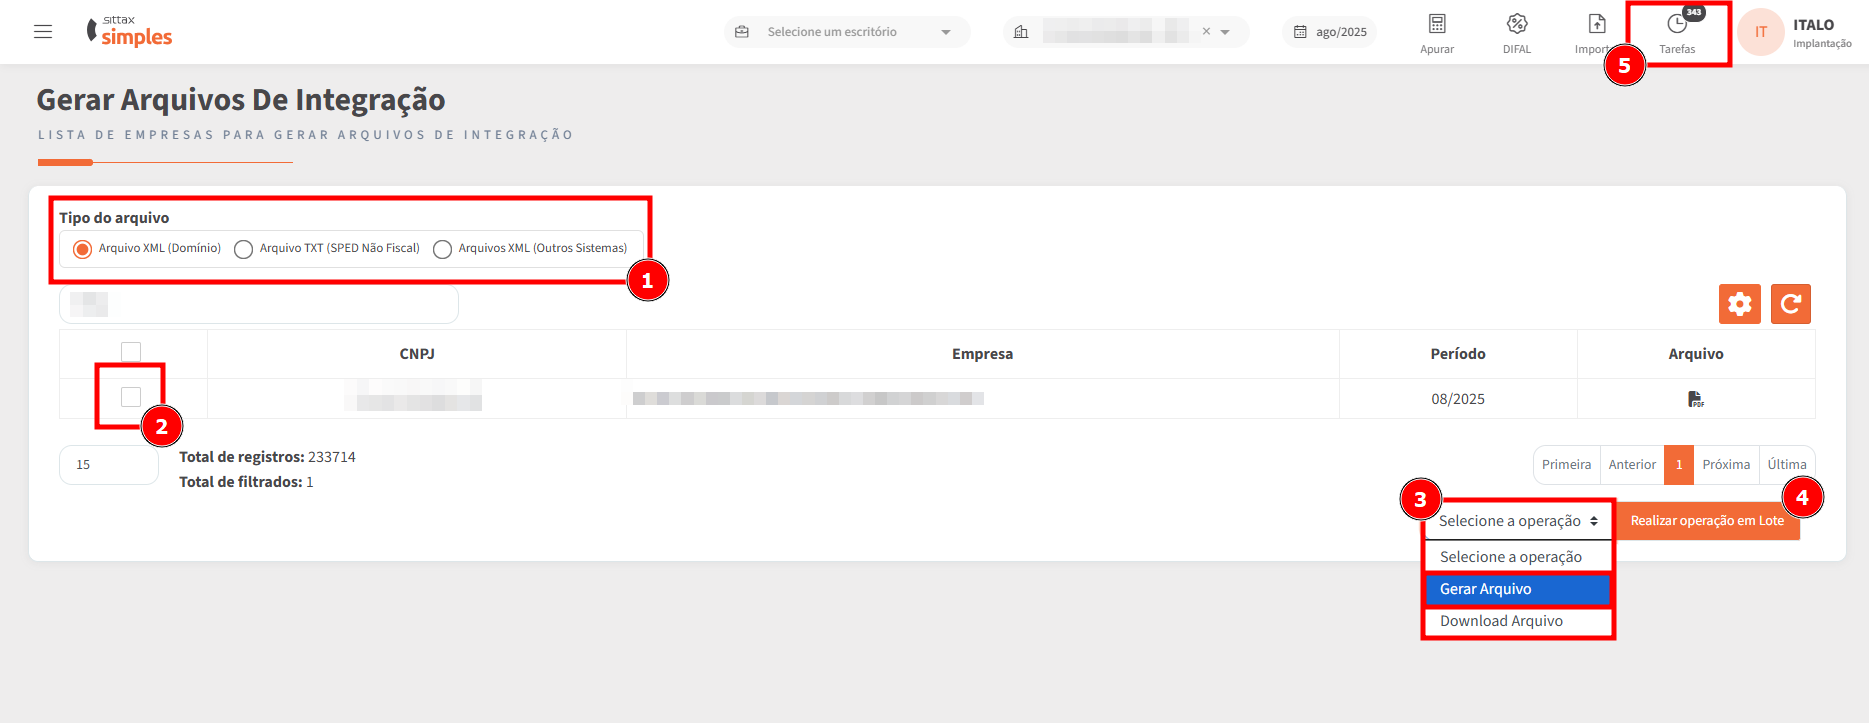 sittax
simples
Selecione um escritório
ago/2025
Apurar
DIFAL
Import
343
Tarefas
IT
ITALO
Implantação
5
Gerar Arquivos De Integração
LISTA DE EMPRESAS PARA GERAR ARQUIVOS DE INTEGRAÇÃO
Tipo do arquivo
Arquivo XML (Domínio) Arquivo TXT (SPED Não Fiscal) Arquivos XML (Outros Sistemas)
1
CNPJ Empresa Período Arquivo
08/2025 PDF
2
15
Total de registros: 233714
Total de filtrados: 1
Primeira Anterior 1 Próxima Última
3
4
Selecione a operação
Realizar operação em Lote
Selecione a operação
Gerar Arquivo
Download Arquivo